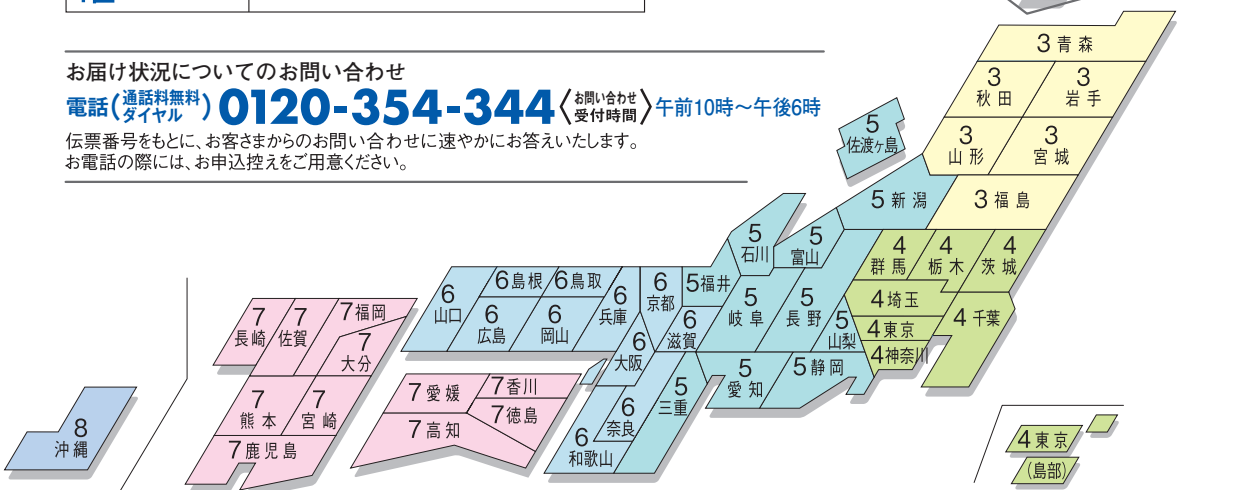 お届け状況についてのお問い合わせ
電話(通話料無料ダイヤル)0120-354-344〈お問い合わせ受付時間〉午前10時〜午後6時
伝票番号をもとに、お客さまからのお問い合わせに速やかにお答えいたします。
お電話の際には、お申込控えをご用意ください。
3 青森
3 秋田
3 岩手
3 山形
3 宮城
3 福島
5 佐渡ヶ島
5 新潟
5 石川
5 富山
5 福井
5 岐阜
5 長野
5 山梨
5 愛知
5 静岡
5 三重
4 群馬
4 栃木
4 茨城
4 埼玉
4 東京
4 神奈川
4 千葉
4 東京
(島部)
6 山口
6 島根
6 鳥取
6 広島
6 岡山
6 兵庫
6 京都
6 滋賀
6 大阪
6 奈良
6 和歌山
7 愛媛
7 香川
7 高知
7 徳島
7 長崎
7 佐賀
7 福岡
7 大分
7 熊本
7 宮崎
7 鹿児島
8 沖縄